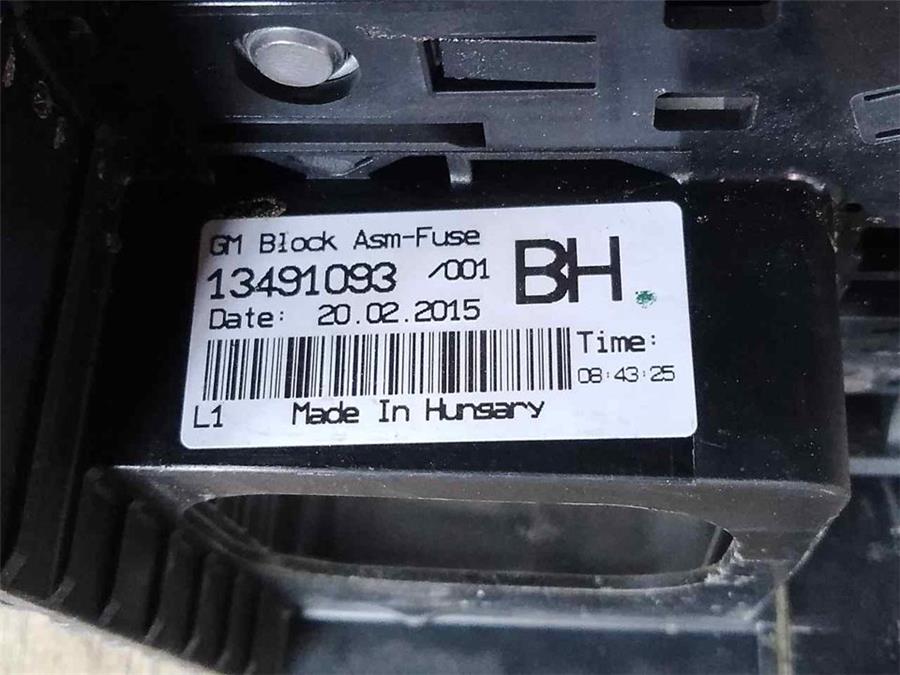 GM Block Asm-Fuse
13491093 /001 BH
Date: 20.02.2015
Time:
08:43:25
L1 Made In Hungary